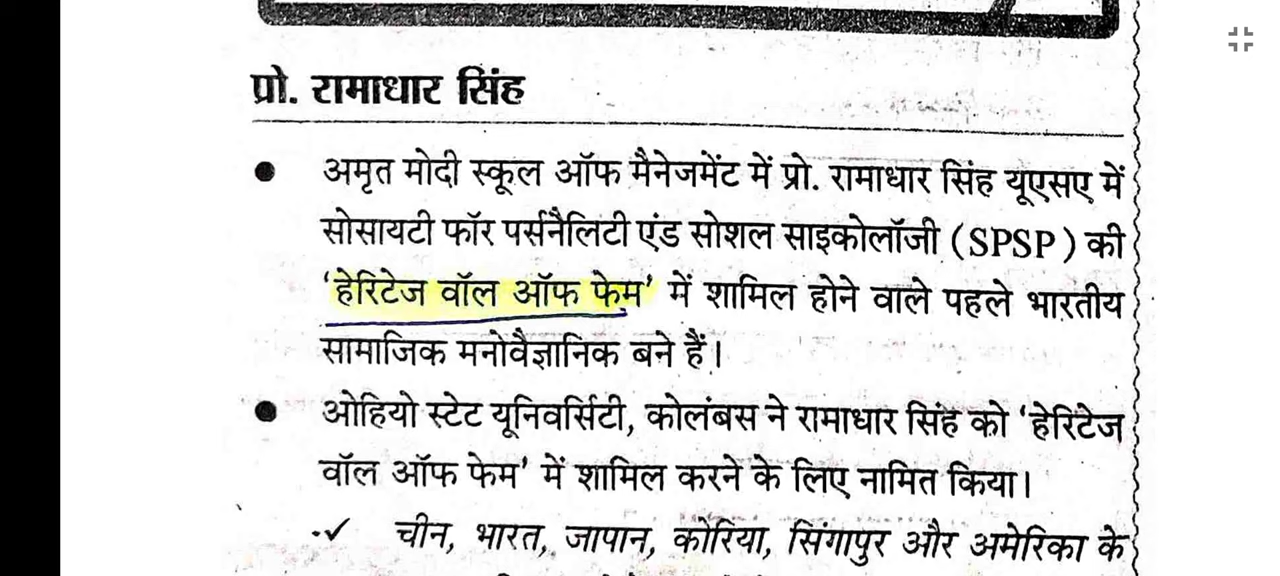 प्रो. रामाधार सिंह
● अमृत मोदी स्कूल ऑफ मैनेजमेंट में प्रो. रामाधार सिंह यूएसए में
सोसायटी फॉर पर्सनैलिटी एंड सोशल साइकोलॉजी (SPSP) की
'हेरिटेज वॉल ऑफ फेम' में शामिल होने वाले पहले भारतीय
सामाजिक मनोवैज्ञानिक बने हैं।
● ओहियो स्टेट यूनिवर्सिटी, कोलंबस ने रामाधार सिंह को 'हेरिटेज
वॉल ऑफ फेम' में शामिल करने के लिए नामित किया।
✓ चीन, भारत, जापान, कोरिया, सिंगापुर और अमेरिका के